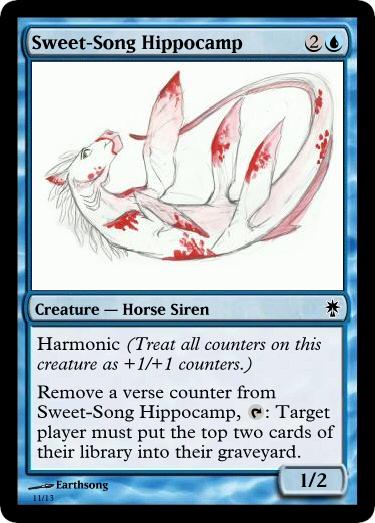 Sweet-Song Hippocamp 2
Creature — Horse Siren
Harmonic (Treat all counters on this
creature as +1/+1 counters.)
Remove a verse counter from
Sweet-Song Hippocamp, : Target
player must put the top two cards of
their library into their graveyard.
1/2
Earthsong
11/13